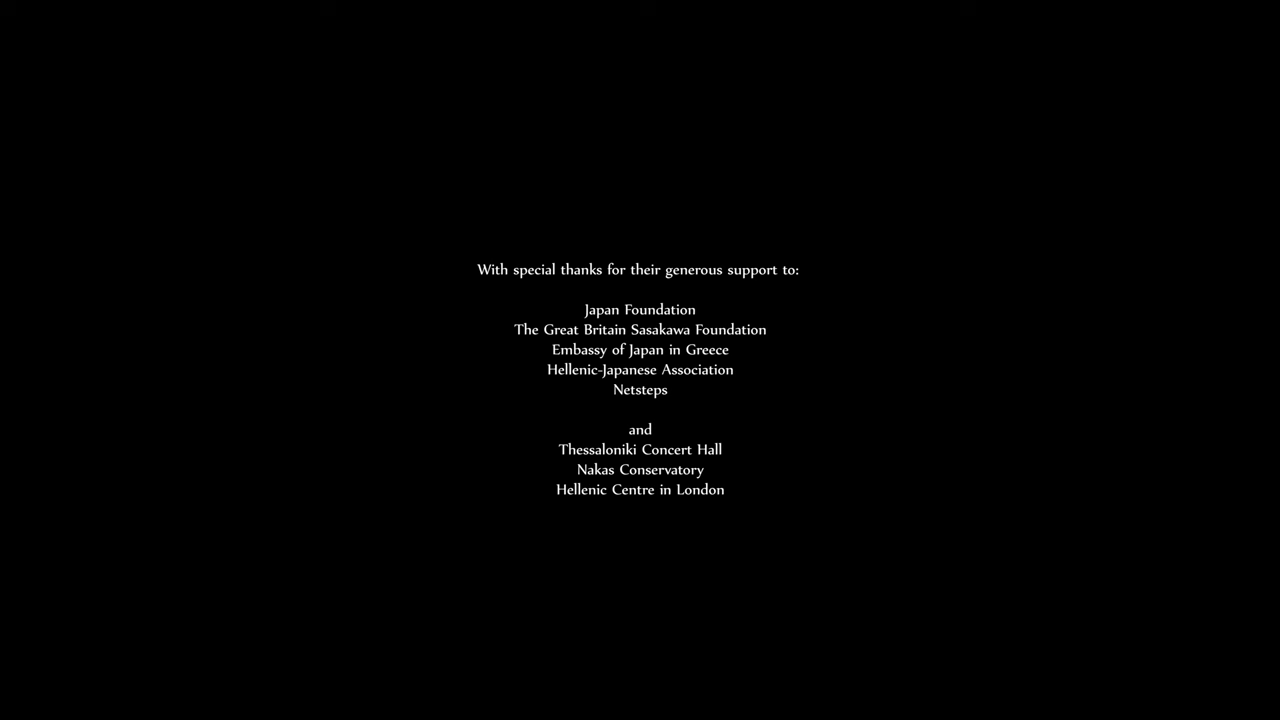 With special thanks for their generous support to:
Japan Foundation
The Great Britain Sasakawa Foundation
Embassy of Japan in Greece
Hellenic-Japanese Association
Netsteps
and
Thessaloniki Concert Hall
Nakas Conservatory
Hellenic Centre in London